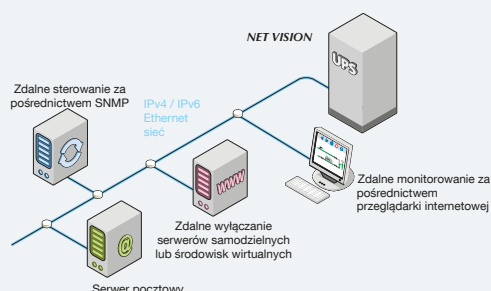 NET VISION
UPS
Zdalne sterowanie za
pośrednictwem SNMP
IPv4 / IPv6
Ethernet
sieć
WWW
Zdalne monitorowanie za
pośrednictwem
przeglądarki internetowej
Zdalne wyłączanie
serwerów samodzielnych
lub środowisk wirtualnych
@
Serwer pocztowy